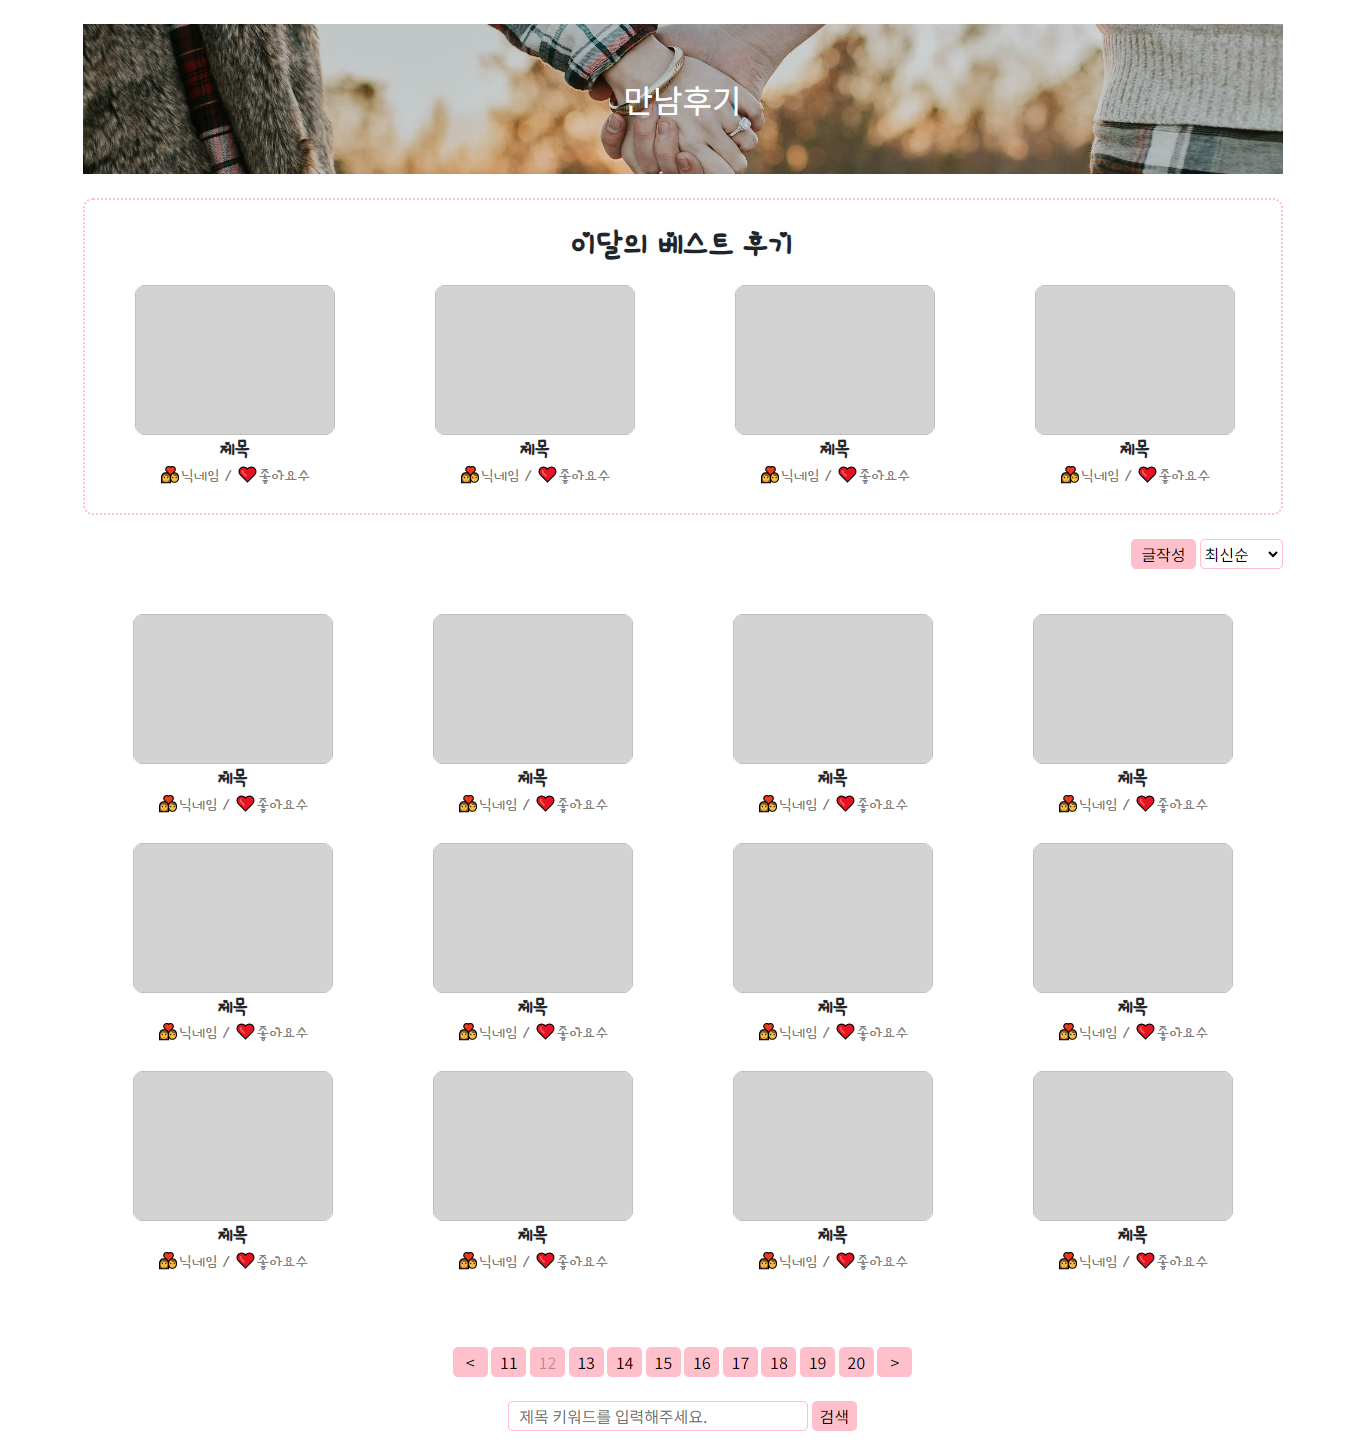 만남후기
이달의 베스트 후기
제목 제목 제목 제목
닉네임 / 좋아요수 닉네임 / 좋아요수 닉네임 / 좋아요수 닉네임 / 좋아요수
글작성 최신순
제목 제목 제목 제목
닉네임 / 좋아요수 닉네임 / 좋아요수 닉네임 / 좋아요수 닉네임 / 좋아요수
제목 제목 제목 제목
닉네임 / 좋아요수 닉네임 / 좋아요수 닉네임 / 좋아요수 닉네임 / 좋아요수
제목 제목 제목 제목
닉네임 / 좋아요수 닉네임 / 좋아요수 닉네임 / 좋아요수 닉네임 / 좋아요수
< 11 12 13 14 15 16 17 18 19 20 >
제목 키워드를 입력해주세요. 검색